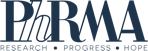 PhRMA
RESEARCH • PROGRESS • HOPE